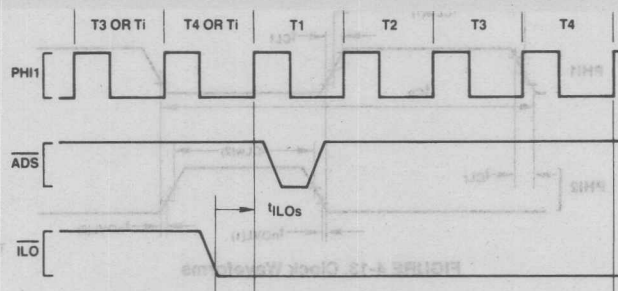 T3 OR Ti T4 OR Ti T1 T2 T3 T4
PHI1
ADS
tILOs
ILO